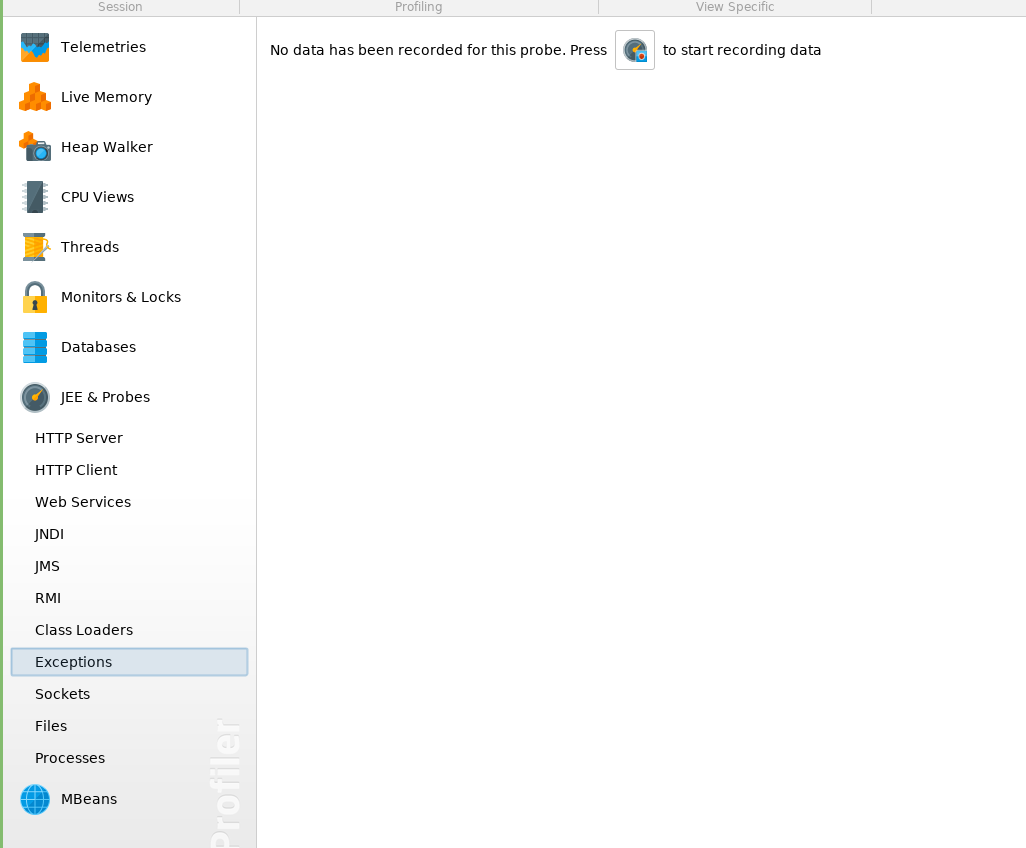 Session Profiling View Specific
Telemetries
Live Memory
Heap Walker
CPU Views
Threads
Monitors & Locks
Databases
JEE & Probes
HTTP Server
HTTP Client
Web Services
JNDI
JMS
RMI
Class Loaders
Exceptions
Sockets
Files
Processes
MBeans
Profiler
No data has been recorded for this probe. Press to start recording data